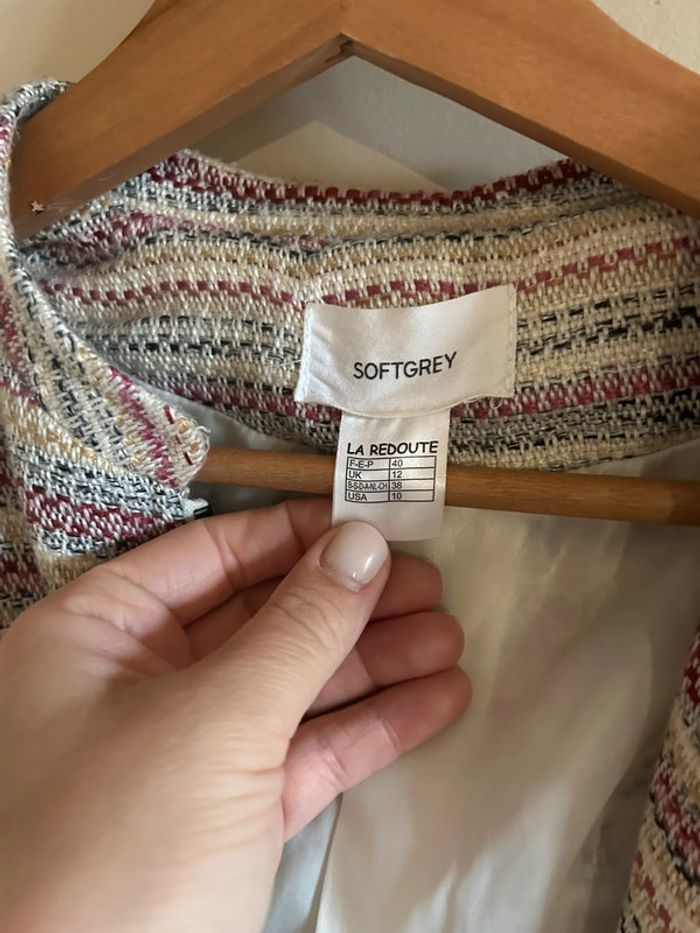 SOFTGREY
LA REDOUTE
F-E-P 40
UK 12
B-S-D-A-NL-CH 38
USA 10